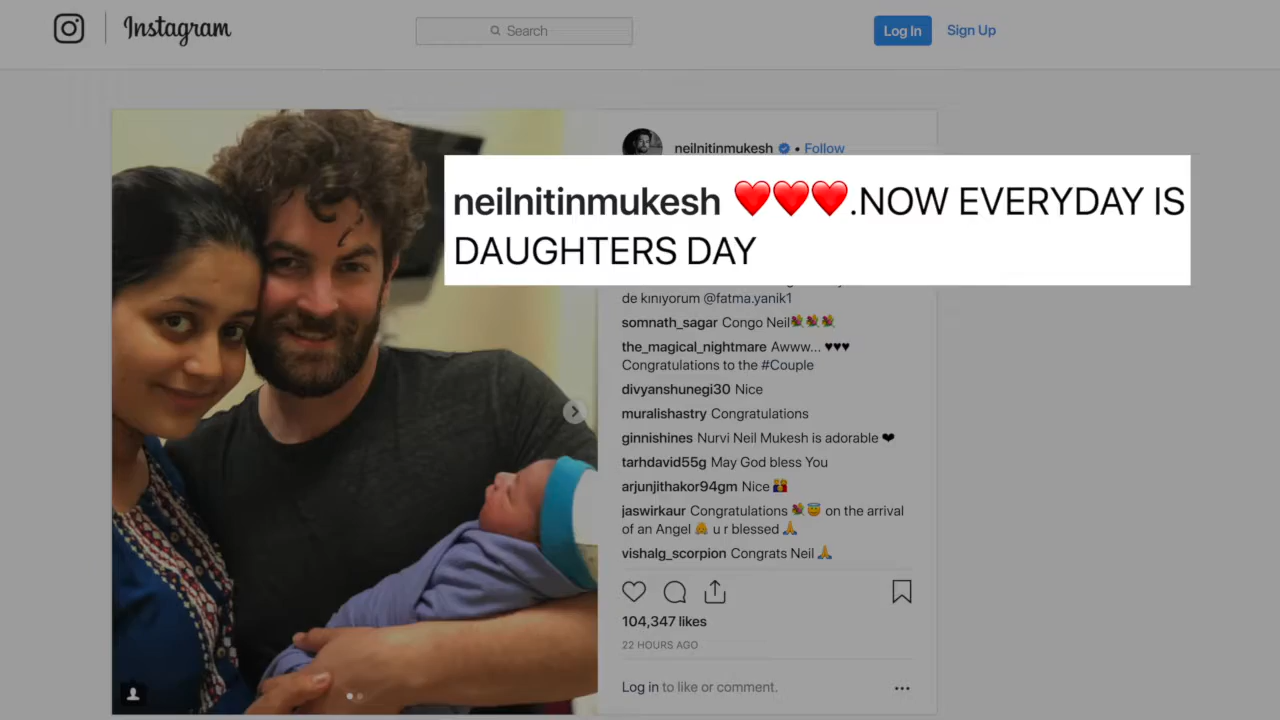 Instagram
Search
Log In
Sign Up
neilnitinmukesh • Follow
neilnitinmukesh ❤️❤️❤️.NOW EVERYDAY IS
DAUGHTERS DAY
de kınıyorum @fatma.yanik1
somnath_sagar Congo Neil💐💐💐
the_magical_nightmare Awww... ♥♥♥
Congratulations to the #Couple
divyanshunegi30 Nice
muralishastry Congratulations
ginnishines Nurvi Neil Mukesh is adorable ❤
tarhdavid55g May God bless You
arjunjithakor94gm Nice 👫
jaswirkaur Congratulations 💐😇 on the arrival
of an Angel 👼 u r blessed 🙏
vishalg_scorpion Congrats Neil 🙏
104,347 likes
22 HOURS AGO
Log in to like or comment.